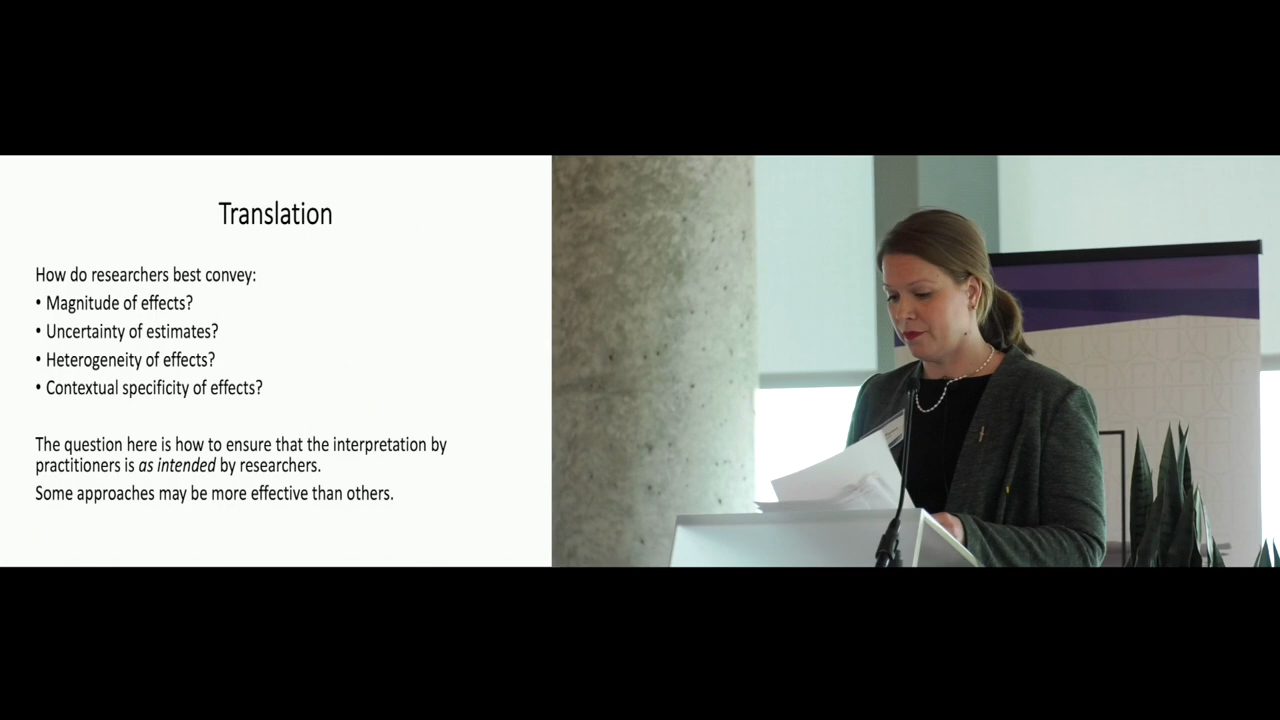 Translation
How do researchers best convey:
• Magnitude of effects?
• Uncertainty of estimates?
• Heterogeneity of effects?
• Contextual specificity of effects?
The question here is how to ensure that the interpretation by
practitioners is as intended by researchers.
Some approaches may be more effective than others.